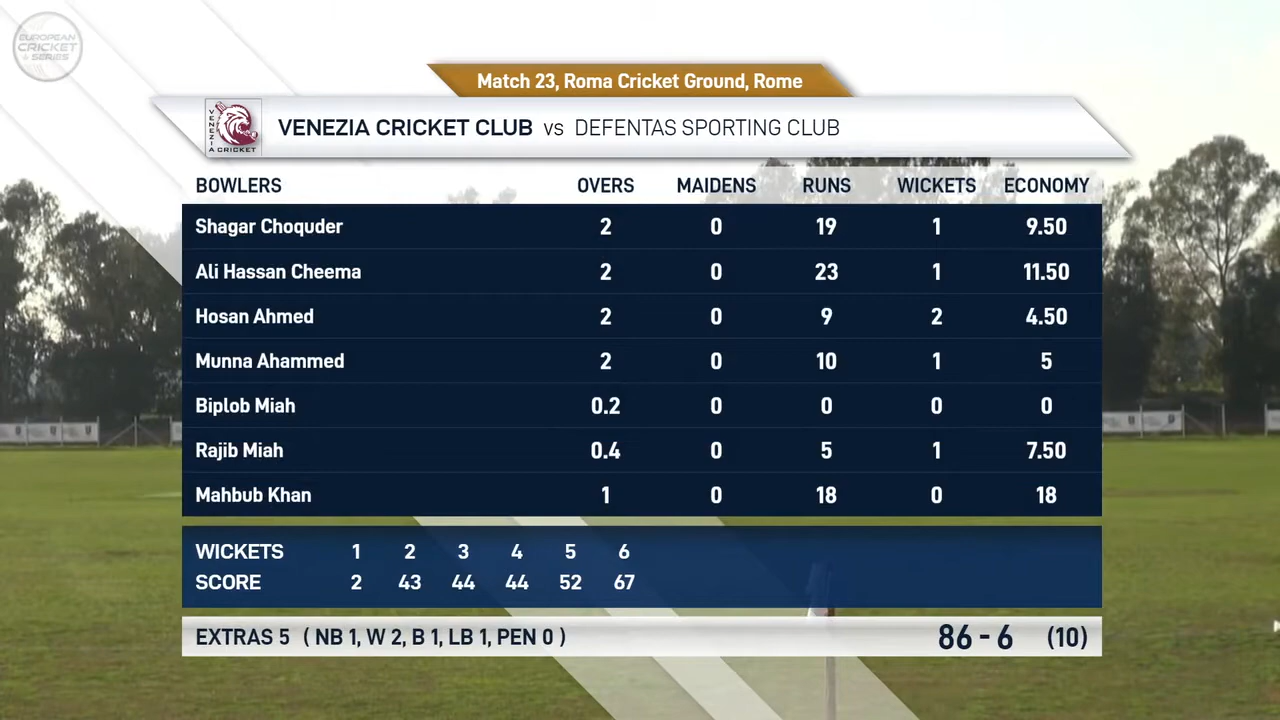 EUROPEAN
CRICKET
SERIES
Match 23, Roma Cricket Ground, Rome
VENEZIA
A CRICKET
VENEZIA CRICKET CLUB vs DEFENTAS SPORTING CLUB
BOWLERS OVERS MAIDENS RUNS WICKETS ECONOMY
Shagar Choquder 2 0 19 1 9.50
Ali Hassan Cheema 2 0 23 1 11.50
Hosan Ahmed 2 0 9 2 4.50
Munna Ahammed 2 0 10 1 5
Biplob Miah 0.2 0 0 0 0
Rajib Miah 0.4 0 5 1 7.50
Mahbub Khan 1 0 18 0 18
WICKETS 1 2 3 4 5 6
SCORE 2 43 44 44 52 67
EXTRAS 5 ( NB 1, W 2, B 1, LB 1, PEN 0 ) 86 - 6 (10)